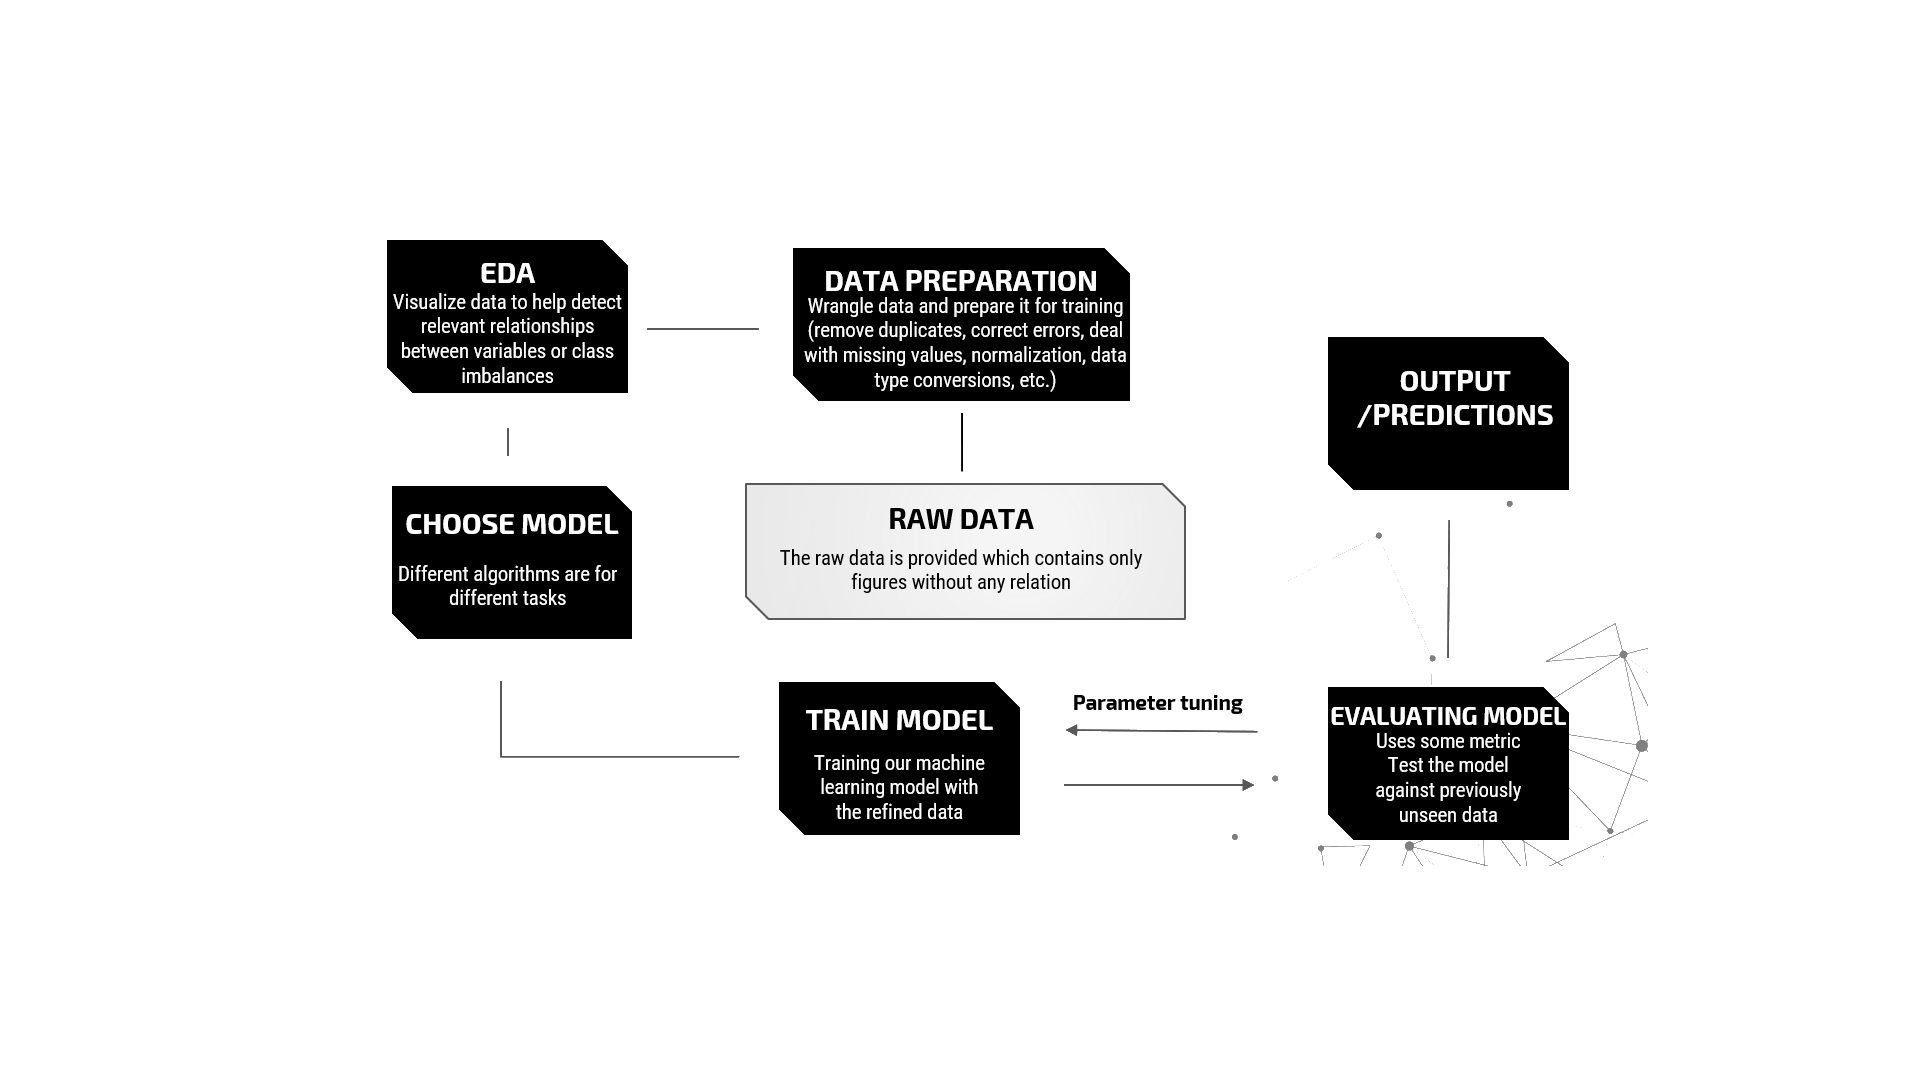 EDA
Visualize data to help detect
relevant relationships
between variables or class
imbalances
DATA PREPARATION
Wrangle data and prepare it for training
(remove duplicates, correct errors, deal
with missing values, normalization, data
type conversions, etc.)
OUTPUT
/PREDICTIONS
CHOOSE MODEL
Different algorithms are for
different tasks
RAW DATA
The raw data is provided which contains only
figures without any relation
TRAIN MODEL
Training our machine
learning model with
the refined data
Parameter tuning
EVALUATING MODEL
Uses some metric
Test the model
against previously
unseen data